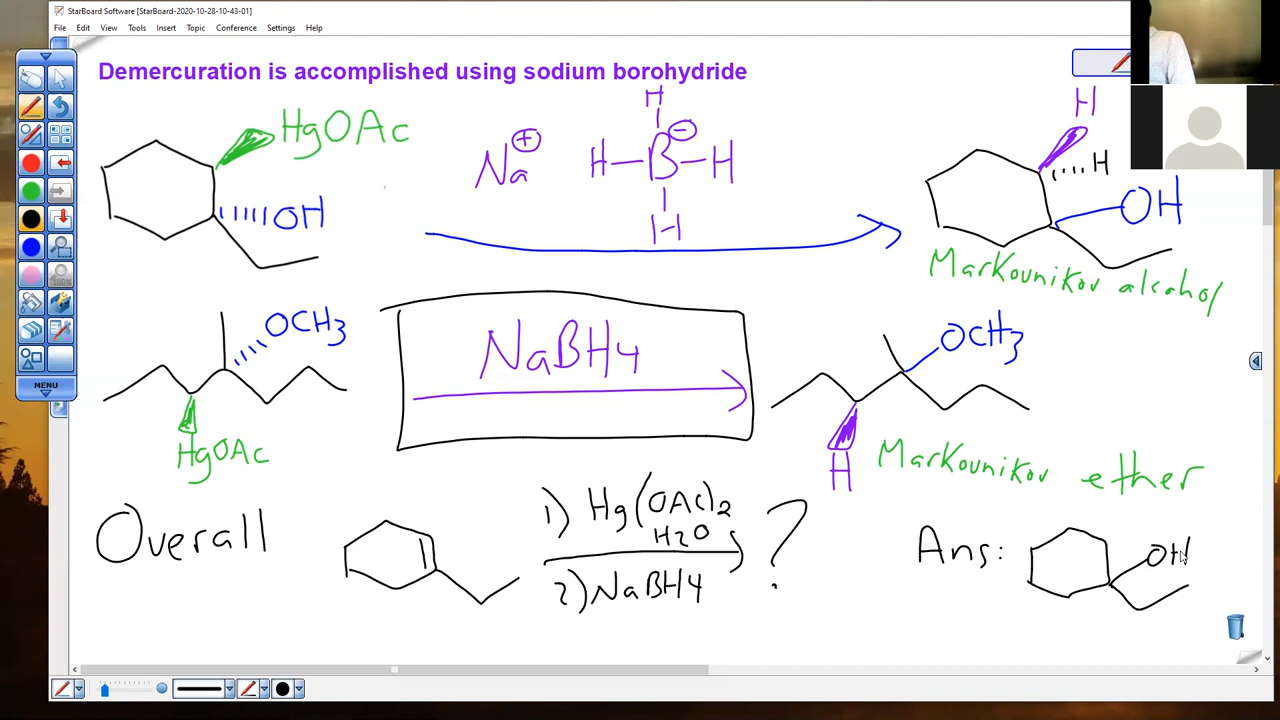 StarBoard Software (StarBoard-2020-10-28-10-43-01)
File Edit View Tools Insert Topic Conference Settings Help
Demercuration is accomplished using sodium borohydride
HgOAc
OH
Na +
H
H B − H
H
H
H
OH
Markovnikov alcohol
OCH3
HgOAc
NaBH4
OCH3
H
Markovnikov ether
Overall
1) Hg(OAc)2
H2O
2) NaBH4
?
Ans:
OH
100%
MENU